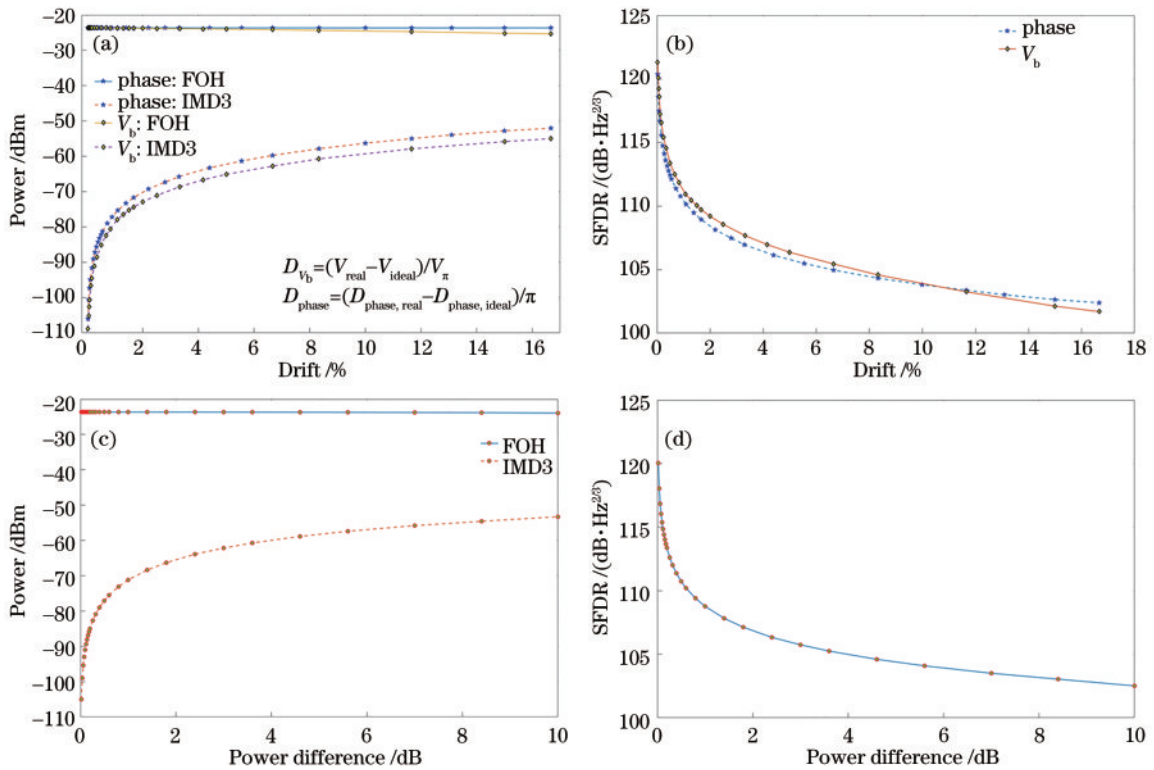 (a)
Power /dBm
−20
−30
−40
−50
−60
−70
−80
−90
−100
−110
phase: FOH
phase: IMD3
V_b: FOH
V_b: IMD3
D_{V_b}=(V_real−V_ideal)/V_π
D_phase=(D_phase, real−D_phase, ideal)/π
0 2 4 6 8 10 12 14 16
Drift /%
(b)
SFDR /(dB·Hz^{2/3})
125
120
115
110
105
100
phase
V_b
0 2 4 6 8 10 12 14 16 18
Drift /%
(c)
Power /dBm
−20
−30
−40
−50
−60
−70
−80
−90
−100
−110
FOH
IMD3
0 2 4 6 8 10
Power difference /dB
(d)
SFDR /(dB·Hz^{2/3})
125
120
115
110
105
100
0 2 4 6 8 10
Power difference /dB